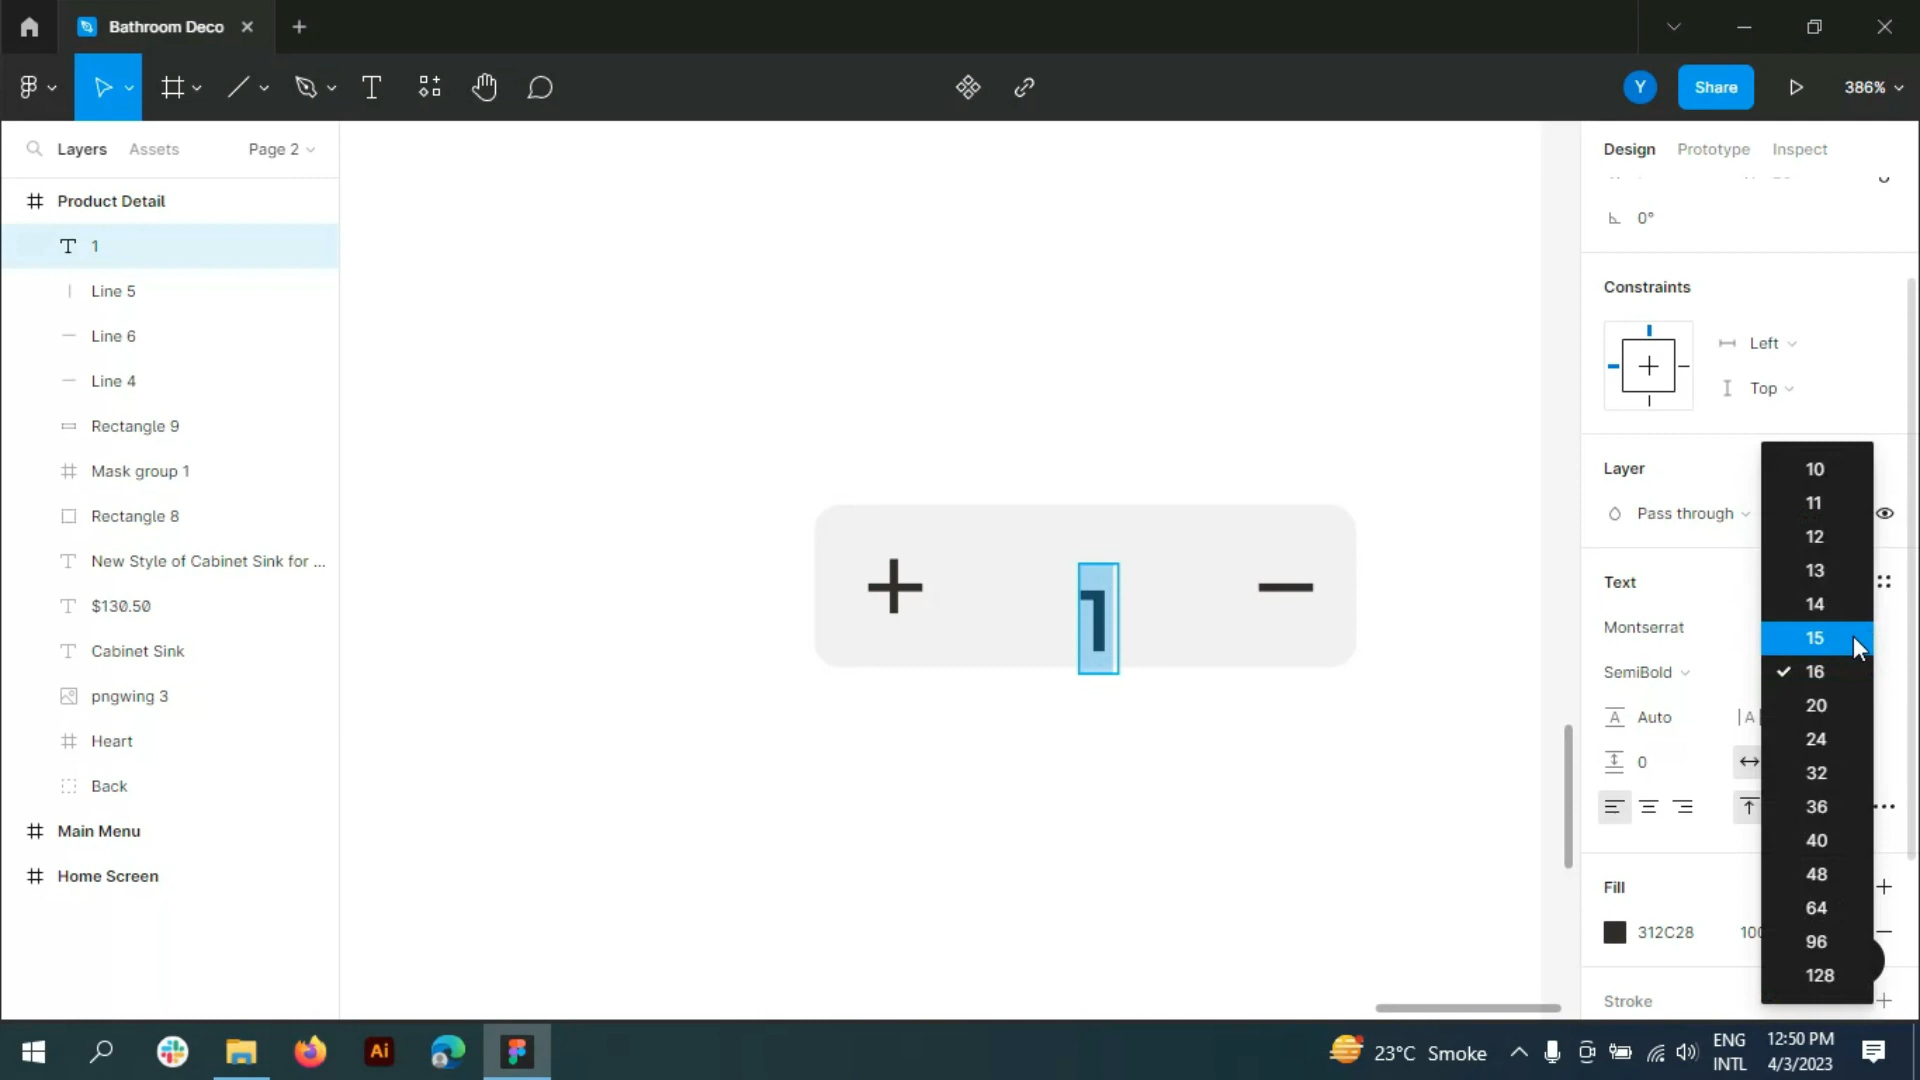 Bathroom Deco
Share
386%
Layers
Assets
Page 2
Product Detail
1
Line 5
Line 6
Line 4
Rectangle 9
Mask group 1
Rectangle 8
New Style of Cabinet Sink for ...
$130.50
Cabinet Sink
pngwing 3
Heart
Back
Main Menu
Home Screen
1
Y
Design
Prototype
Inspect
0°
Constraints
Left
Top
Layer
Pass through
Text
Montserrat
SemiBold
Auto
0
Fill
312C28
Stroke
10
11
12
13
14
15
16
20
24
32
36
40
48
64
96
128
Ai
23°C Smoke
ENG
INTL
12:50 PM
4/3/2023